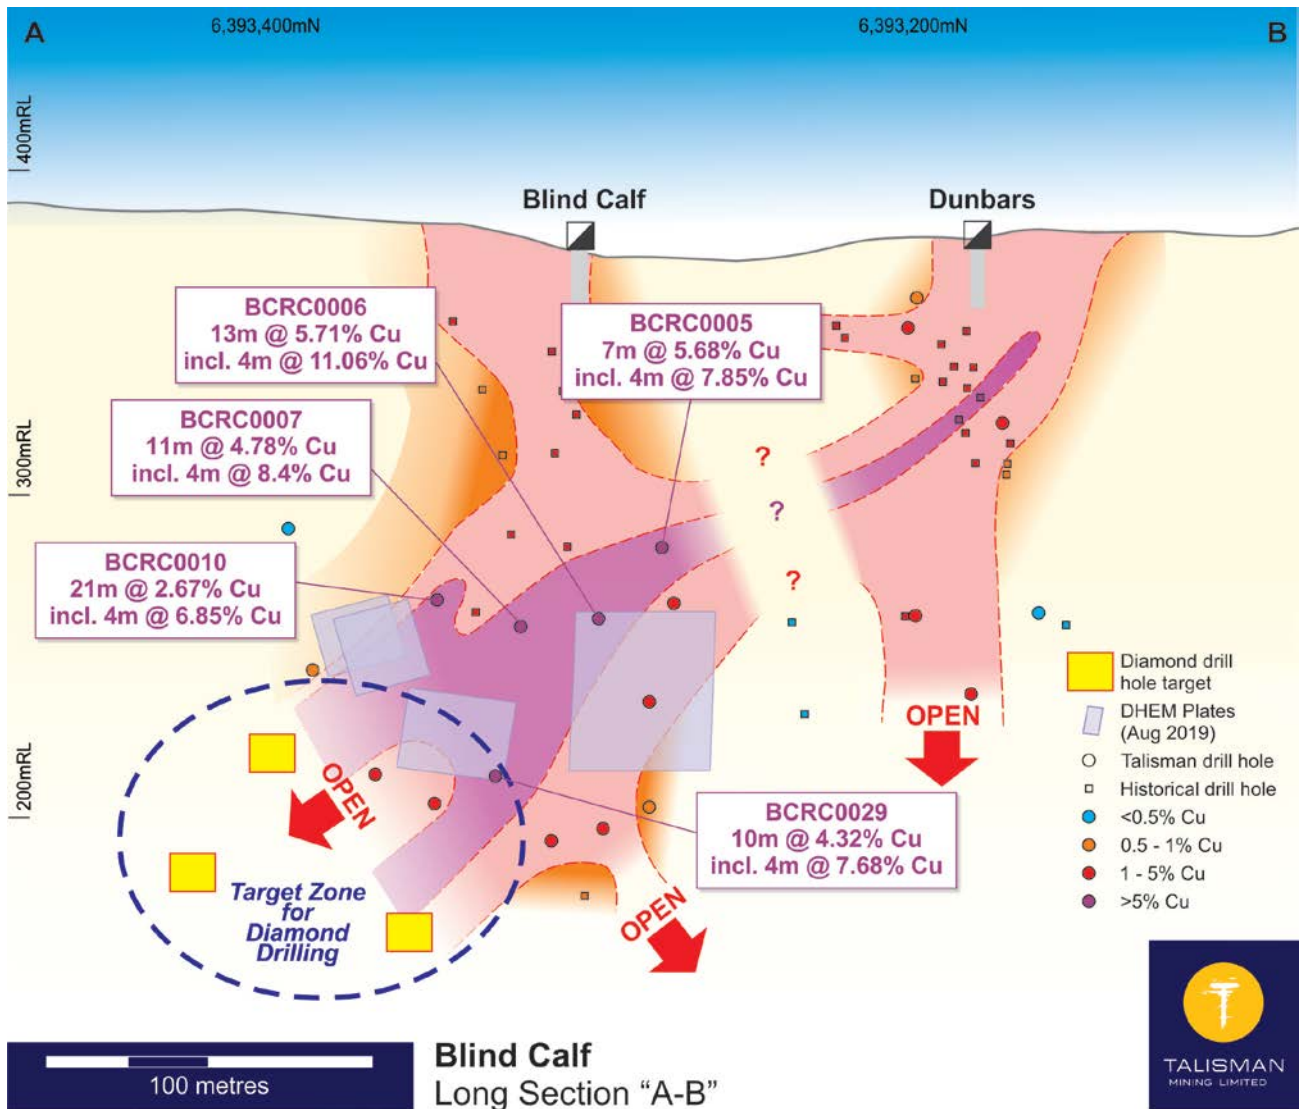 A
6,393,400mN
6,393,200mN
B
400mRL
Blind Calf
Dunbars
BCRC0006
13m @ 5.71% Cu
incl. 4m @ 11.06% Cu
BCRC0005
7m @ 5.68% Cu
incl. 4m @ 7.85% Cu
BCRC0007
11m @ 4.78% Cu
incl. 4m @ 8.4% Cu
300mRL
?
?
?
BCRC0010
21m @ 2.67% Cu
incl. 4m @ 6.85% Cu
200mRL
OPEN
OPEN
OPEN
BCRC0029
10m @ 4.32% Cu
incl. 4m @ 7.68% Cu
Target Zone
for
Diamond
Drilling
Diamond drill
hole target
DHEM Plates
(Aug 2019)
Talisman drill hole
Historical drill hole
<0.5% Cu
0.5 - 1% Cu
1 - 5% Cu
>5% Cu
100 metres
Blind Calf
Long Section “A-B”
TALISMAN
MINING LIMITED